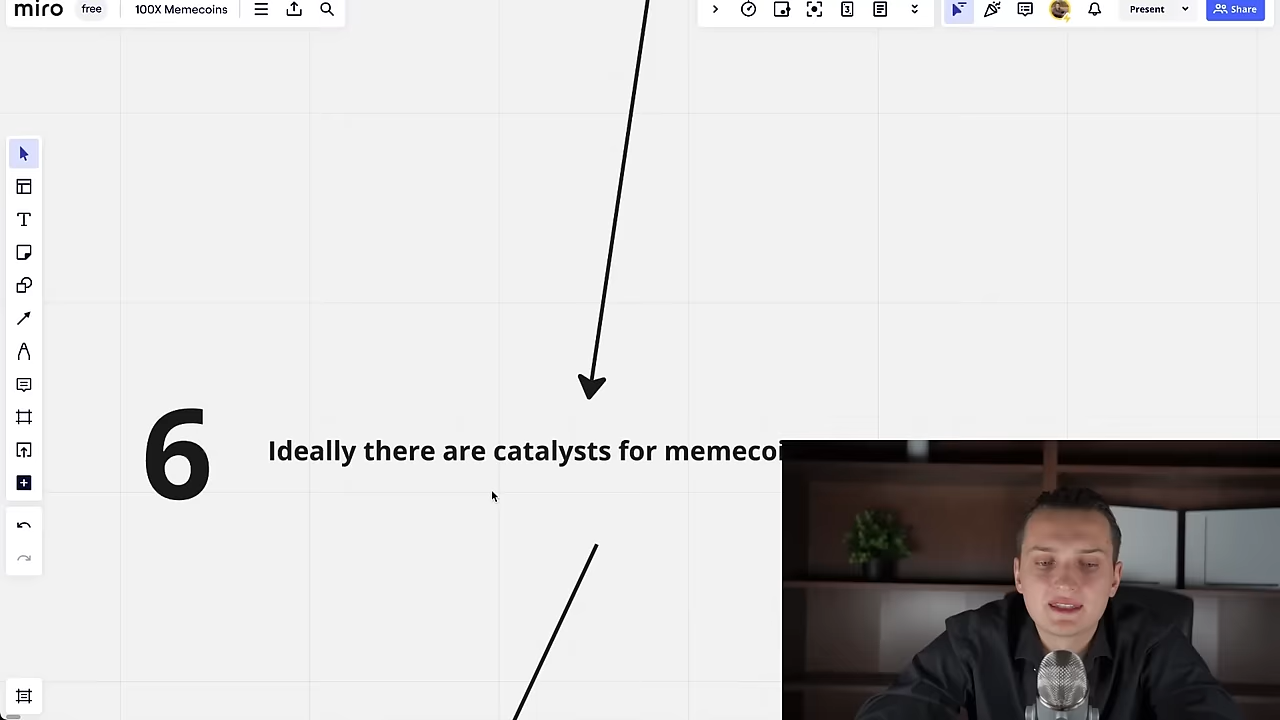 miro free 100X Memecoins
Present Share
6 Ideally there are catalysts for memecoi